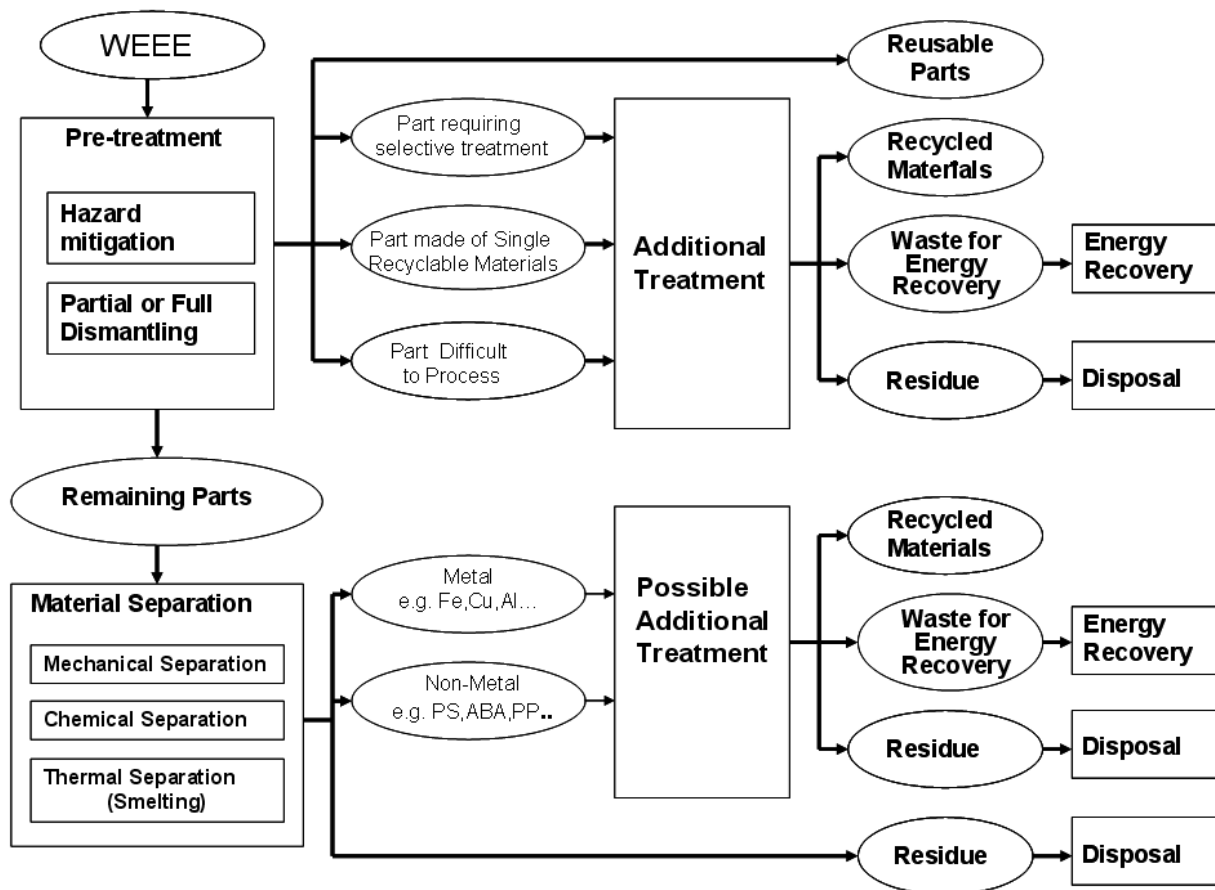 WEEE
Pre-treatment
Hazard
mitigation
Partial or Full
Dismantling
Reusable
Parts
Part requiring
selective treatment
Part made of Single
Recyclable Materials
Part Difficult
to Process
Additional
Treatment
Recycled
Materials
Waste for
Energy
Recovery
Energy
Recovery
Residue
Disposal
Remaining Parts
Material Separation
Mechanical Separation
Chemical Separation
Thermal Separation
(Smelting)
Metal
e.g. Fe,Cu,Al...
Non-Metal
e.g. PS,ABA,PP..
Possible
Additional
Treatment
Recycled
Materials
Waste for
Energy
Recovery
Energy
Recovery
Residue
Disposal
Residue
Disposal